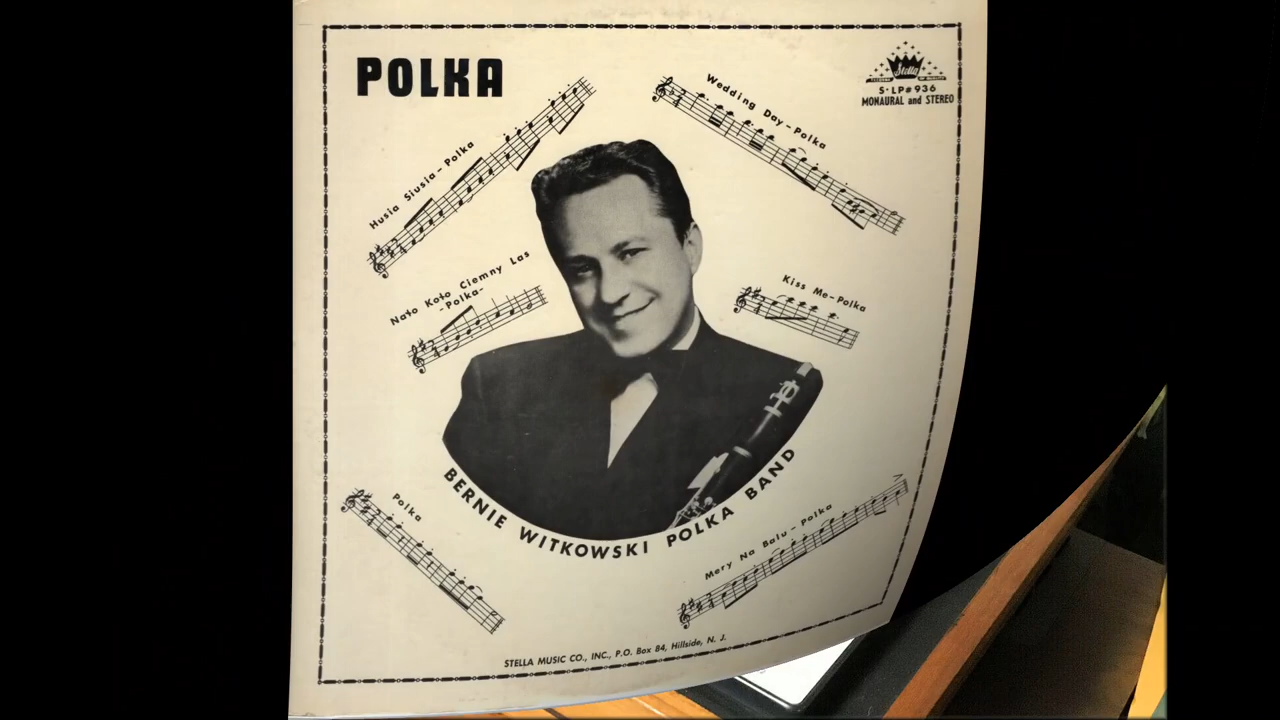 POLKA
Stella
S-LP#936
MONAURAL and STEREO
Husia Siusia - Polka
Wedding Day - Polka
Nato Koło Ciemny Las
-Polka-
Kiss Me - Polka
BERNIE WITKOWSKI POLKA BAND
Polka
Mery Na Balu - Polka
STELLA MUSIC CO., INC., P.O. Box 84, Hillside, N. J.